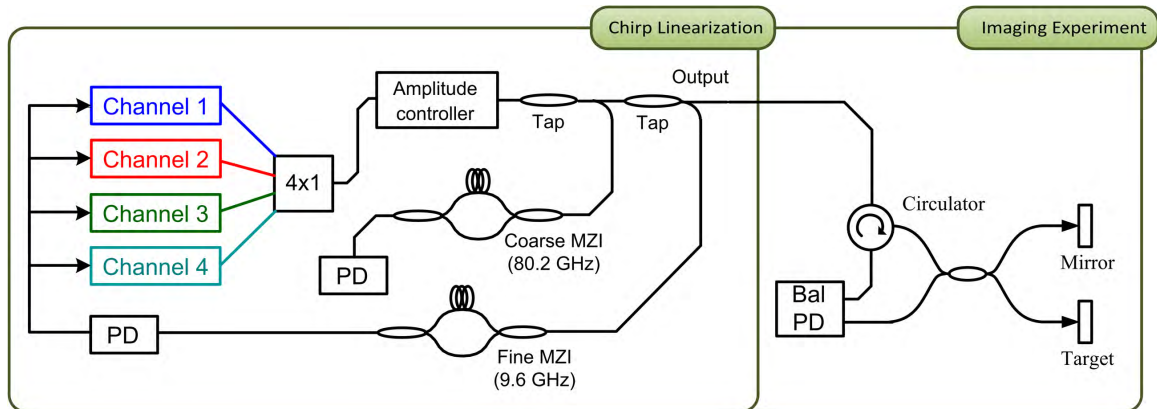 Chirp Linearization
Imaging Experiment
Channel 1
Channel 2
Channel 3
Channel 4
4x1
Amplitude
controller
Tap
Tap
Output
Coarse MZI
(80.2 GHz)
PD
PD
Fine MZI
(9.6 GHz)
Circulator
Bal
PD
Mirror
Target